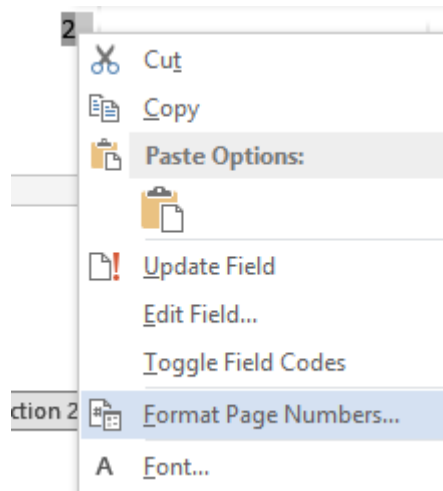 2
Cut
Copy
Paste Options:
Update Field
Edit Field...
Toggle Field Codes
ction 2
Format Page Numbers...
Font...